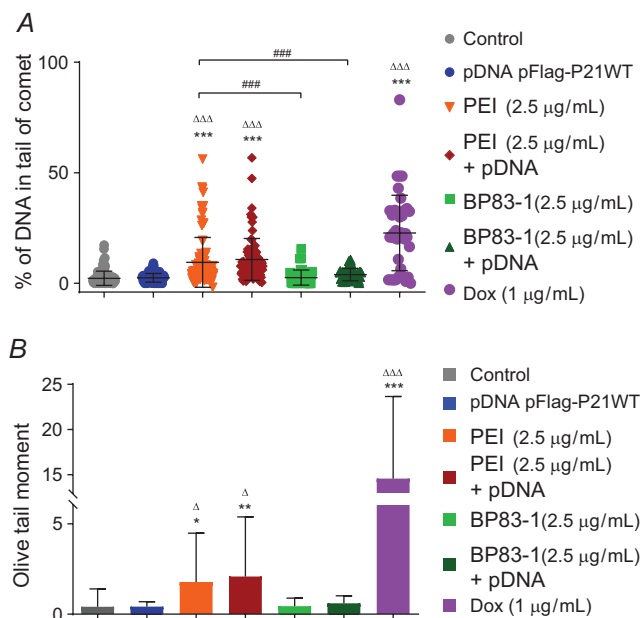 A
% of DNA in tail of comet
100
50
0
###
###
ΔΔΔ
***
ΔΔΔ
***
ΔΔΔ
***
Control
pDNA pFlag-P21WT
PEI (2.5 μg/mL)
PEI (2.5 μg/mL)
+ pDNA
BP83-1(2.5 μg/mL)
BP83-1(2.5 μg/mL)
+ pDNA
Dox (1 μg/mL)
B
Olive tail moment
25
20
15
5
0
Δ
*
Δ
**
ΔΔΔ
***
Control
pDNA pFlag-P21WT
PEI (2.5 μg/mL)
PEI (2.5 μg/mL)
+ pDNA
BP83-1(2.5 μg/mL)
BP83-1(2.5 μg/mL)
+ pDNA
Dox (1 μg/mL)